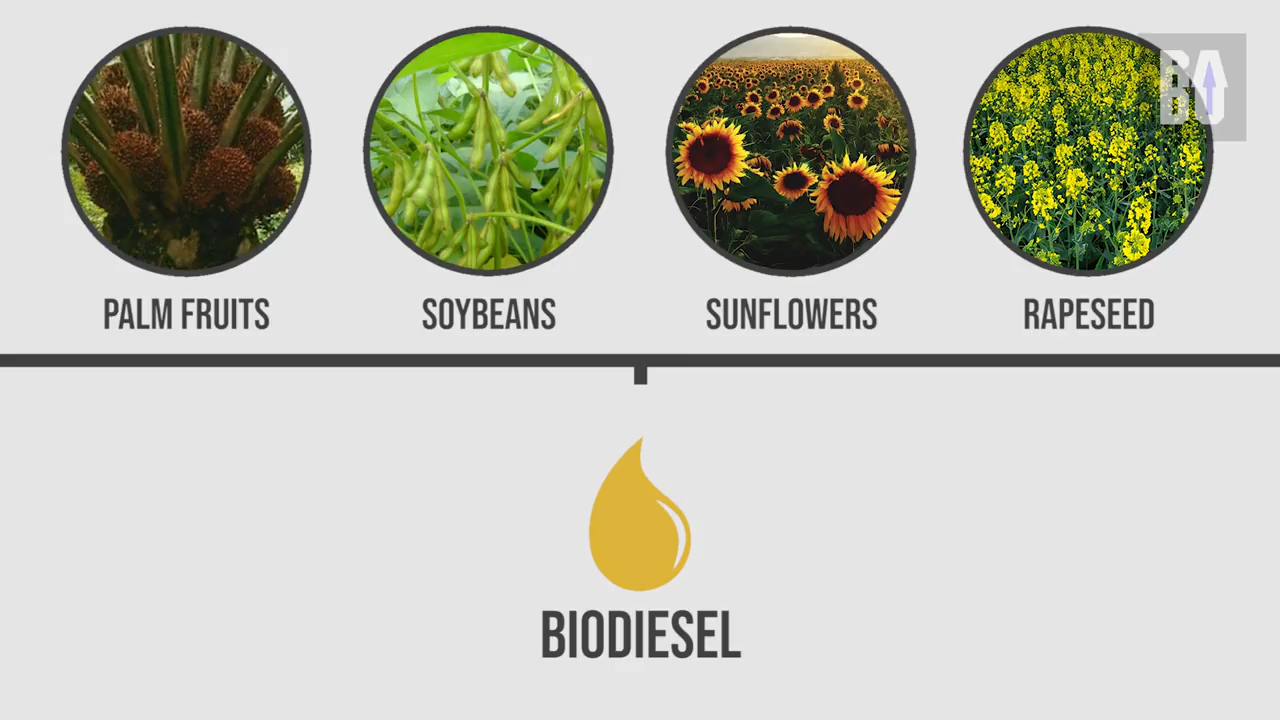 PALM FRUITS
SOYBEANS
SUNFLOWERS
RAPESEED
BIODIESEL